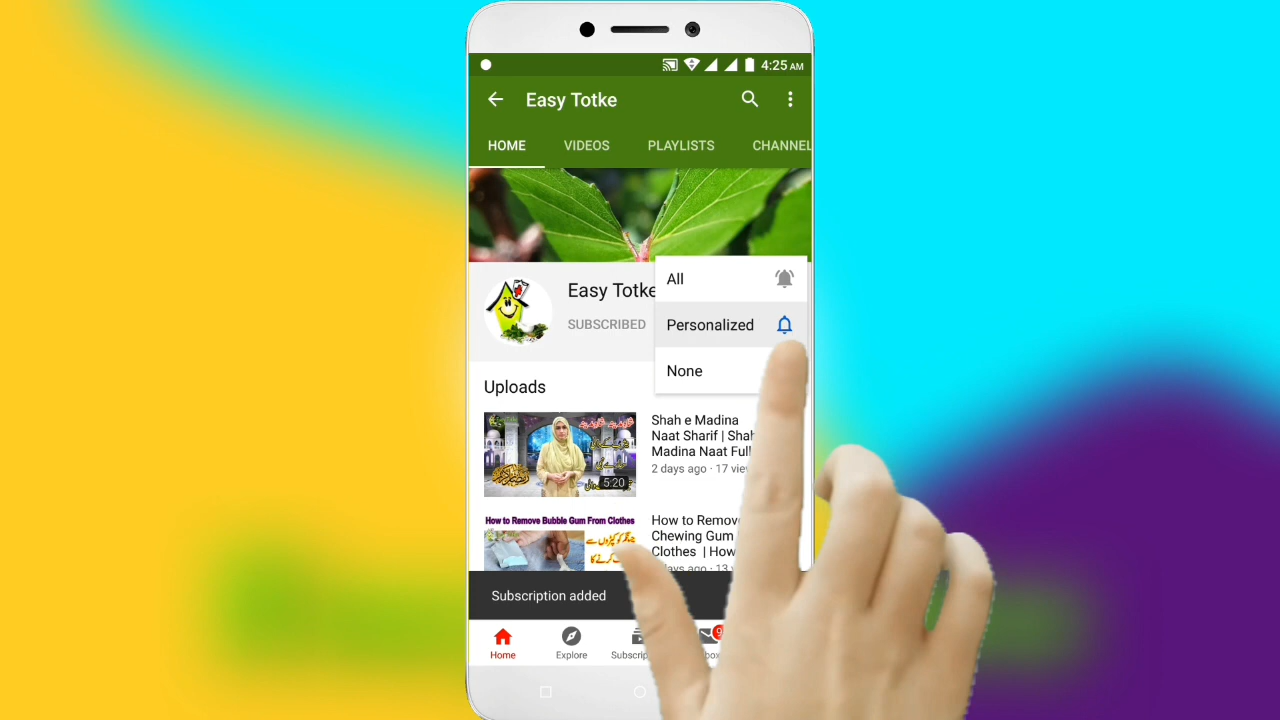 4:25 AM
Easy Totke
HOME VIDEOS PLAYLISTS CHANNEL
All
Easy Totke
Personalized
SUBSCRIBED
None
Uploads
Shah e Madina
Naat Sharif | Shah
Madina Naat Full
2 days ago · 17
5:20
How to Remove Bubble Gum From Clothes
How to Remove
Chewing Gum
Clothes | How
ago · 13
Subscription added
Home Explore